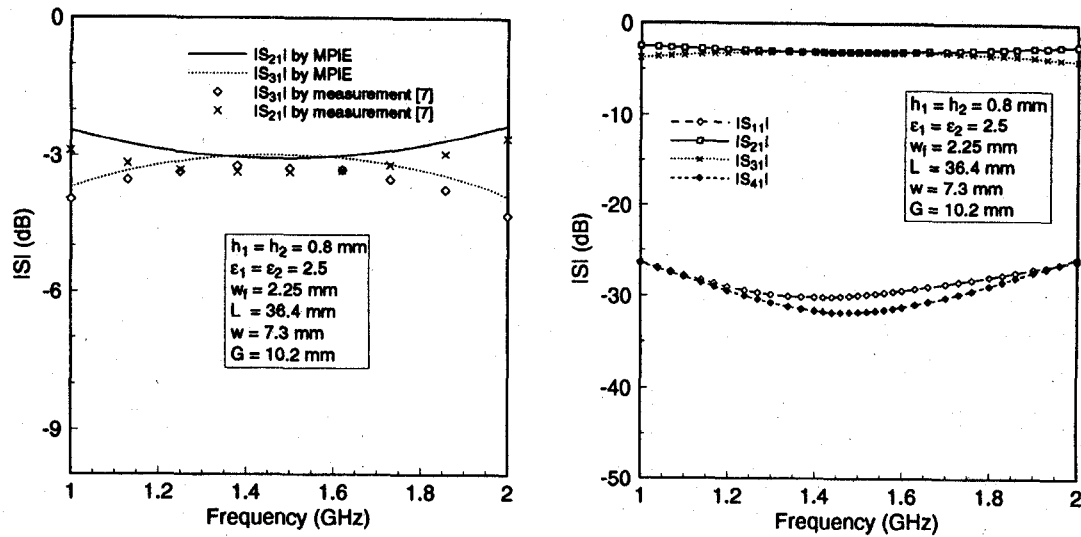 0
-3
-6
-9
|S| (dB)
|S21| by MPIE
|S31| by MPIE
|S31| by measurement [7]
|S21| by measurement [7]
h1 = h2 = 0.8 mm
ε1 = ε2 = 2.5
wf = 2.25 mm
L = 36.4 mm
w = 7.3 mm
G = 10.2 mm
1 1.2 1.4 1.6 1.8 2
Frequency (GHz)
0
-10
-20
-30
-40
-50
|S| (dB)
|S11|
|S21|
|S31|
|S41|
h1 = h2 = 0.8 mm
ε1 = ε2 = 2.5
wf = 2.25 mm
L = 36.4 mm
w = 7.3 mm
G = 10.2 mm
1 1.2 1.4 1.6 1.8 2
Frequency (GHz)